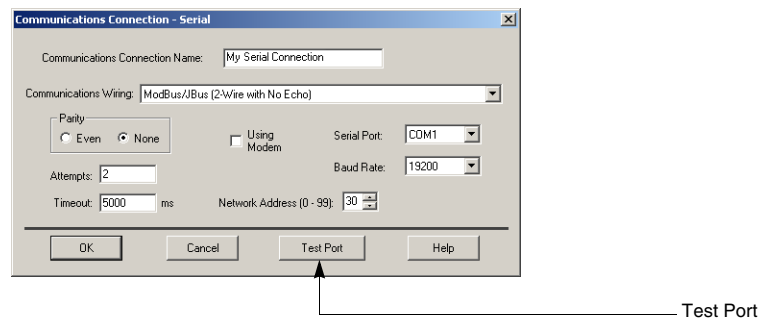 Communications Connection - Serial
Communications Connection Name: My Serial Connection
Communications Wiring: ModBus/JBus (2-Wire with No Echo)
Parity
Even None
Using Modem
Serial Port: COM1
Baud Rate: 19200
Attempts: 2
Timeout: 5000 ms
Network Address (0 - 99): 30
OK Cancel Test Port Help
Test Port